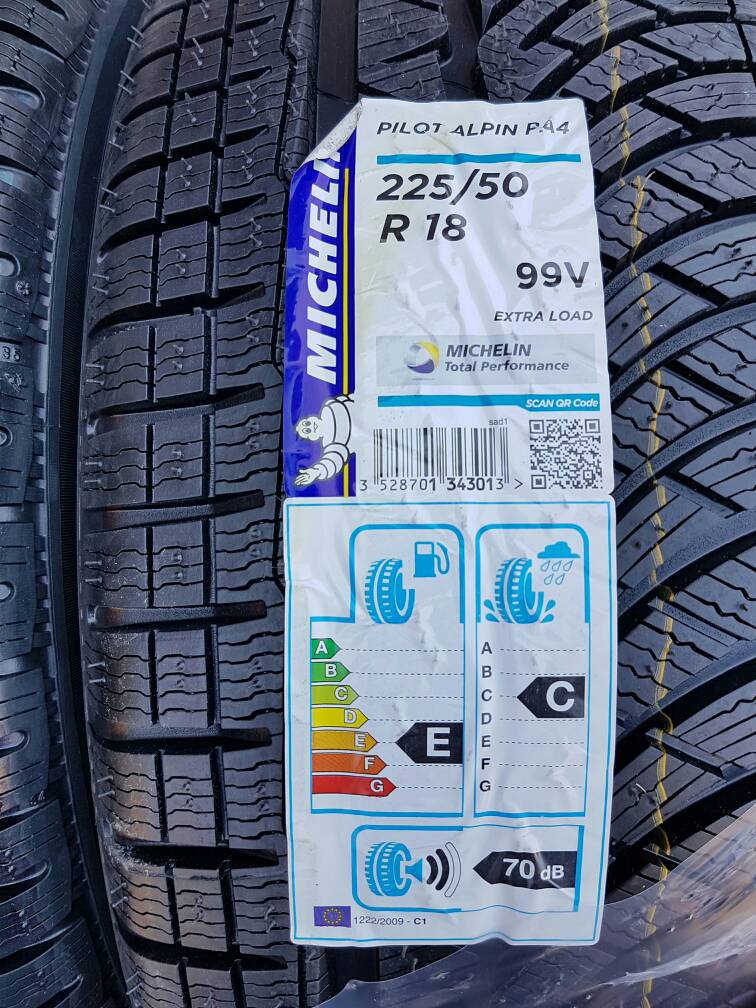 PILOT ALPIN PA4
225/50
R 18
99V
EXTRA LOAD
MICHELIN
MICHELIN
Total Performance
SCAN QR Code
sad1
3 528701 343013 >
A
B
C
D
E
F
G
E
A
B
C
D
E
F
G
C
70 dB
1222/2009 - C1